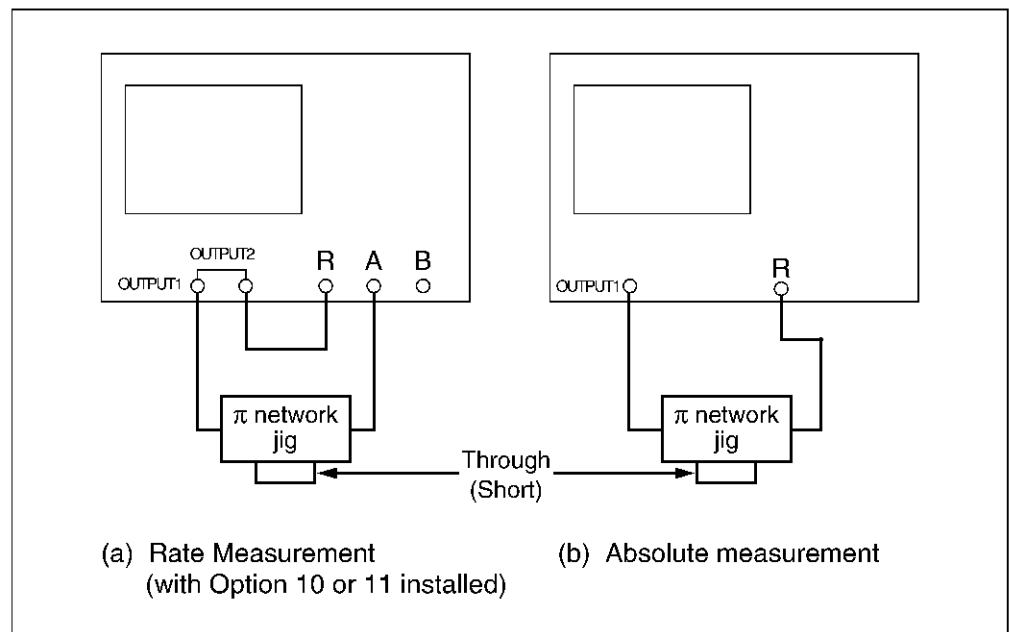 OUTPUT2
R A B
OUTPUT1
π network
jig
OUTPUT1
R
π network
jig
Through
(Short)
(a) Rate Measurement
(with Option 10 or 11 installed)
(b) Absolute measurement